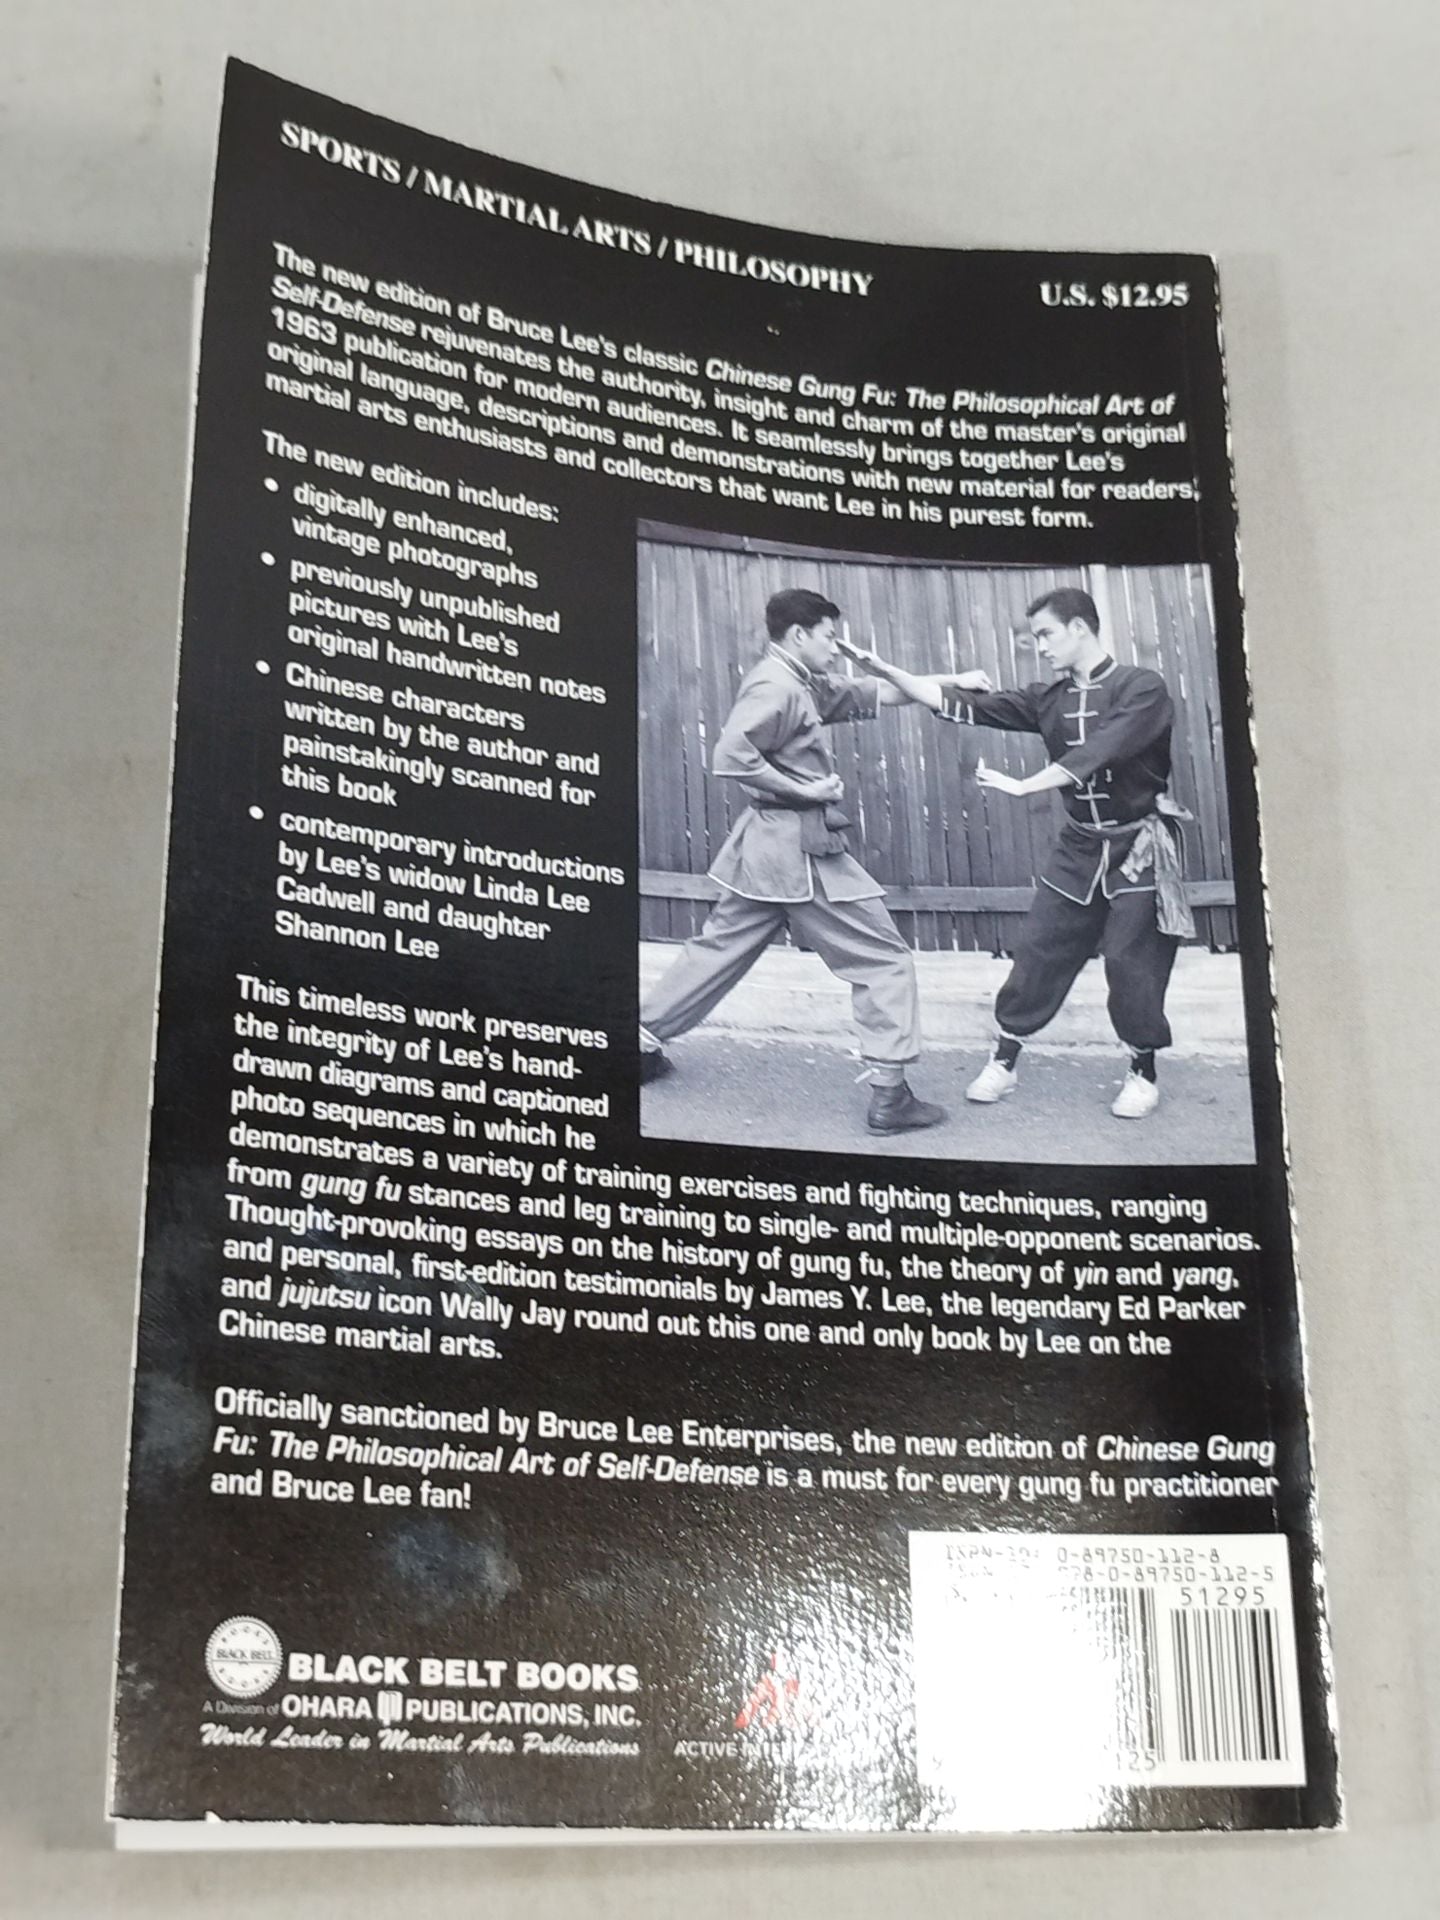 SPORTS / MARTIAL ARTS / PHILOSOPHY
U.S. $12.95
The new edition of Bruce Lee's classic Chinese Gung Fu: The Philosophical Art of
Self-Defense rejuvenates the authority, insight and charm of the master's original
1963 publication for modern audiences. It seamlessly brings together Lee's
original language, descriptions and demonstrations with new material for readers,
martial arts enthusiasts and collectors that want Lee in his purest form.
The new edition includes:
• digitally enhanced,
vintage photographs
• previously unpublished
pictures with Lee's
original handwritten notes
• Chinese characters
written by the author and
painstakingly scanned for
this book
• contemporary introductions
by Lee's widow Linda Lee
Cadwell and daughter
Shannon Lee
This timeless work preserves
the integrity of Lee's hand-
drawn diagrams and captioned
photo sequences in which he
demonstrates a variety of training exercises and fighting techniques, ranging
from gung fu stances and leg training to single- and multiple-opponent scenarios.
Thought-provoking essays on the history of gung fu, the theory of yin and yang,
and personal, first-edition testimonials by James Y. Lee, the legendary Ed Parker
and jujutsu icon Wally Jay round out this one and only book by Lee on the
Chinese martial arts.
Officially sanctioned by Bruce Lee Enterprises, the new edition of Chinese Gung
Fu: The Philosophical Art of Self-Defense is a must for every gung fu practitioner
and Bruce Lee fan!
ISBN-10: 0-89750-112-8
978-0-89750-112-5
51295
BLACK BELT
BOOKS
BLACK BELT BOOKS
A Division of OHARA PUBLICATIONS, INC.
World Leader in Martial Arts Publications
ACTIVE